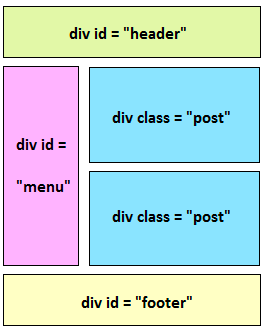 div id = "header"
div id =
"menu"
div class = "post"
div class = "post"
div id = "footer"